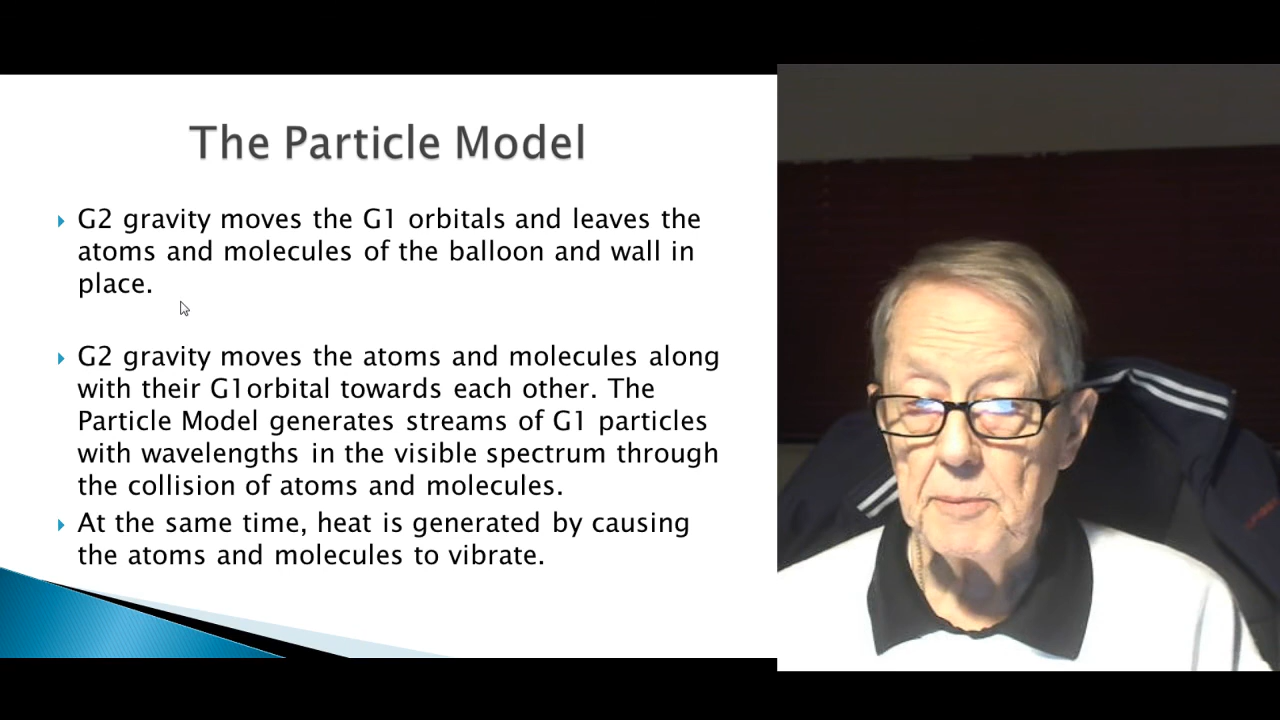 The Particle Model
G2 gravity moves the G1 orbitals and leaves the
atoms and molecules of the balloon and wall in
place.
G2 gravity moves the atoms and molecules along
with their G1orbital towards each other. The
Particle Model generates streams of G1 particles
with wavelengths in the visible spectrum through
the collision of atoms and molecules.
At the same time, heat is generated by causing
the atoms and molecules to vibrate.